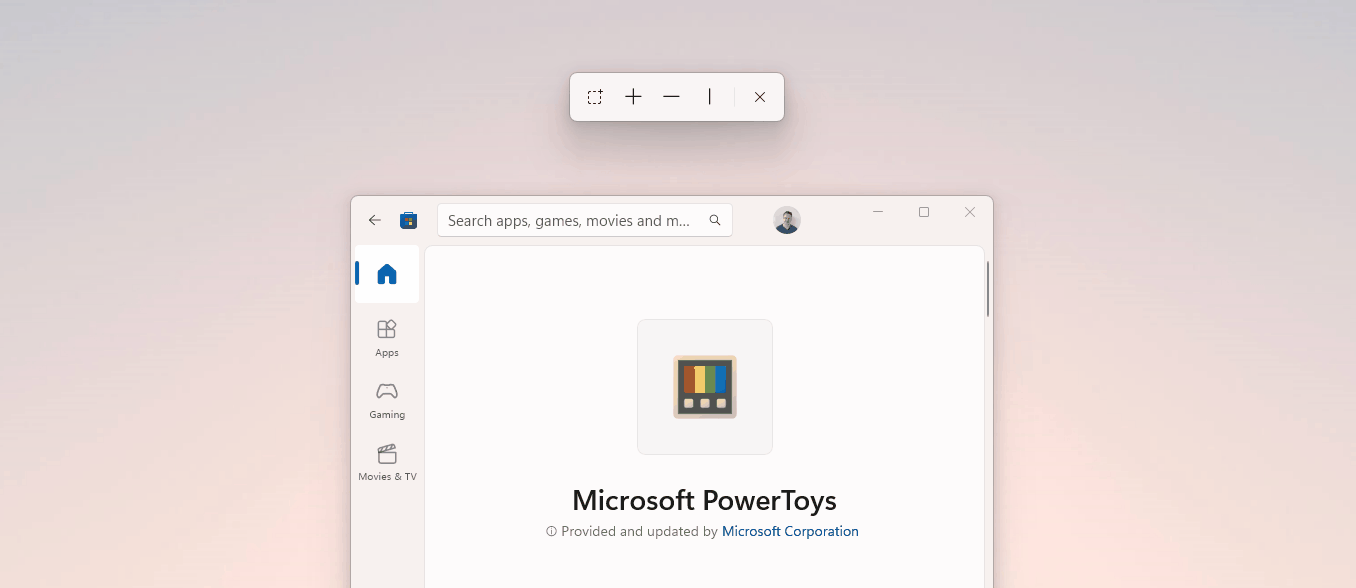 Search apps, games, movies and m...
Apps
Gaming
Movies & TV
Microsoft PowerToys
Provided and updated by Microsoft Corporation